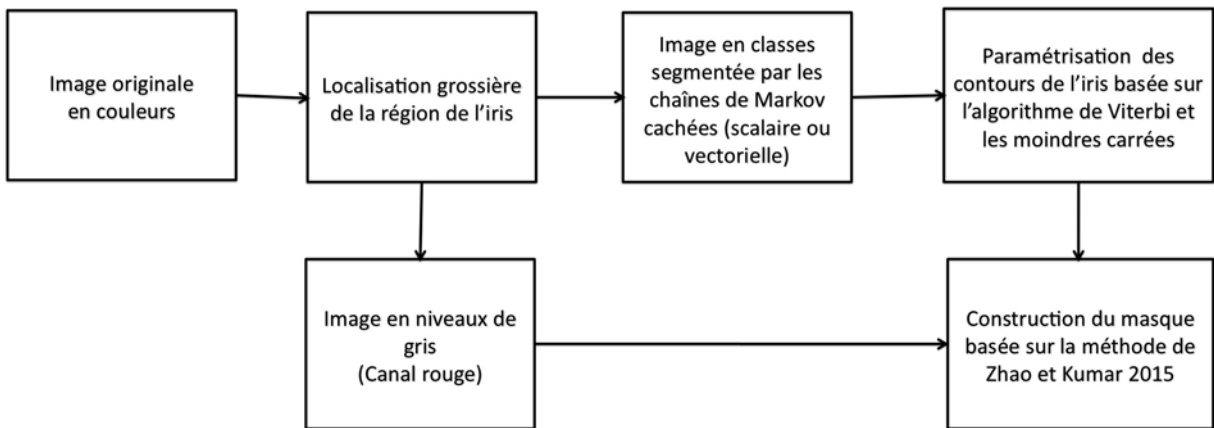 Image originale
en couleurs
Localisation grossière
de la région de l'iris
Image en classes
segmentée par les
chaînes de Markov
cachées (scalaire ou
vectorielle)
Paramétrisation des
contours de l'iris basée sur
l'algorithme de Viterbi et
les moindres carrées
Image en niveaux de
gris
(Canal rouge)
Construction du masque
basée sur la méthode de
Zhao et Kumar 2015